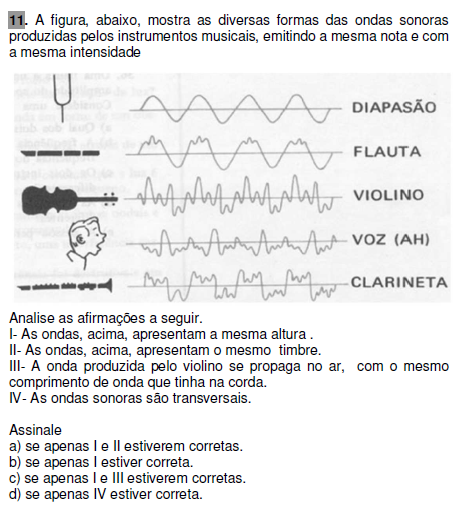 11. A figura, abaixo, mostra as diversas formas das ondas sonoras
produzidas pelos instrumentos musicais, emitindo a mesma nota e com
a mesma intensidade
DIAPASÃO
FLAUTA
VIOLINO
VOZ (AH)
CLARINETA
Analise as afirmações a seguir.
I- As ondas, acima, apresentam a mesma altura .
II- As ondas, acima, apresentam o mesmo timbre.
III- A onda produzida pelo violino se propaga no ar, com o mesmo
comprimento de onda que tinha na corda.
IV- As ondas sonoras são transversais.
Assinale
a) se apenas I e II estiverem corretas.
b) se apenas I estiver correta.
c) se apenas I e III estiverem corretas.
d) se apenas IV estiver correta.